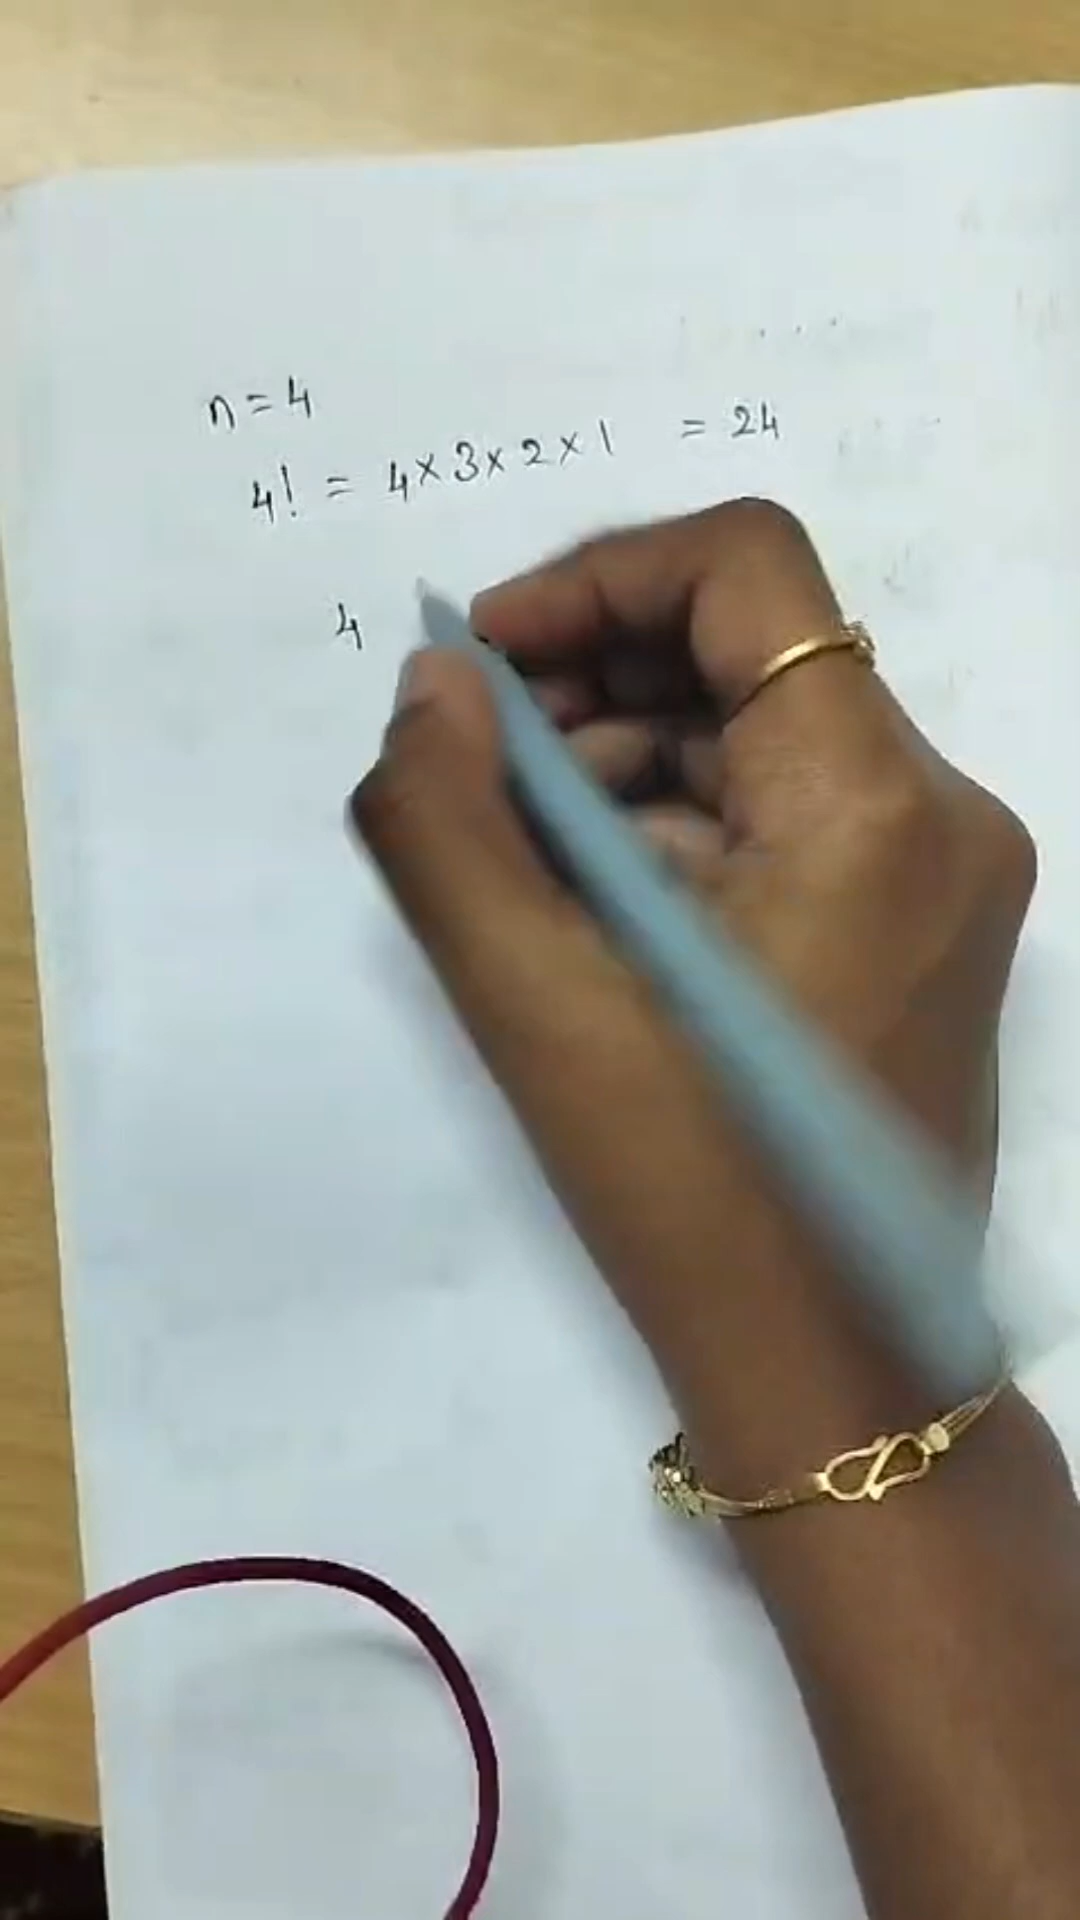 n = 4
4! = 4 × 3 × 2 × 1 = 24
4